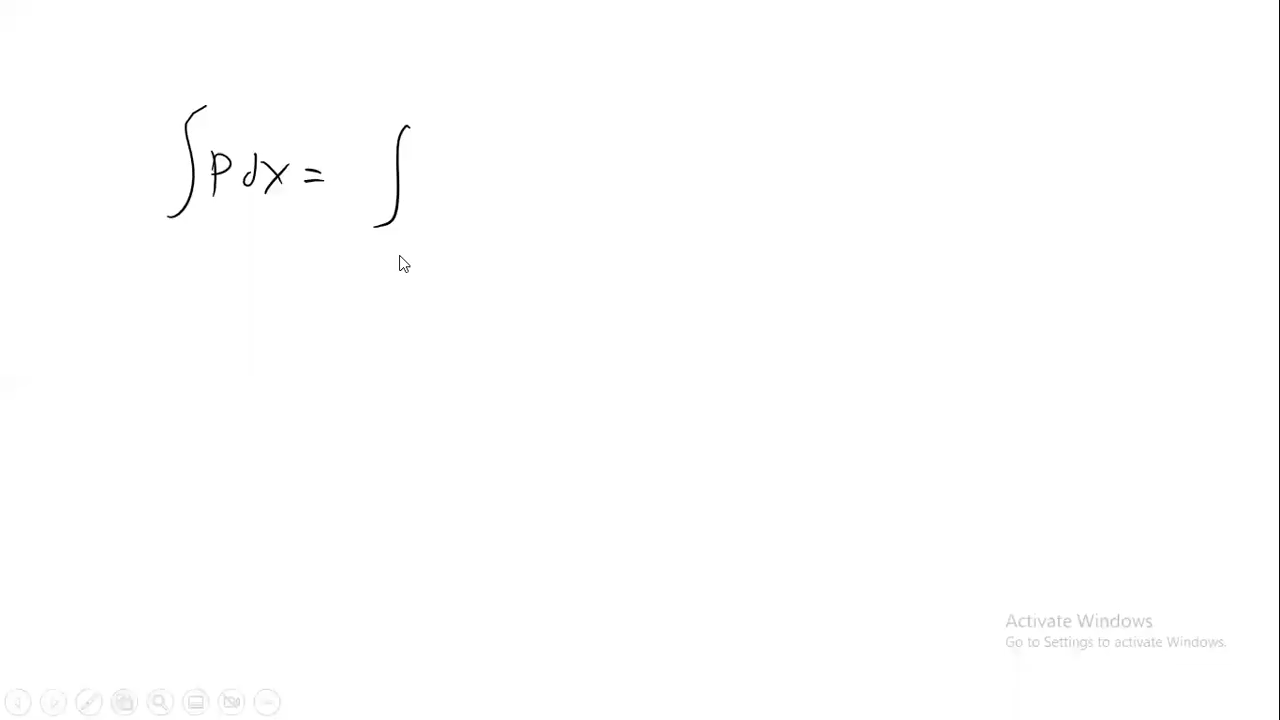 ∫p dx = ∫
Activate Windows
Go to Settings to activate Windows.